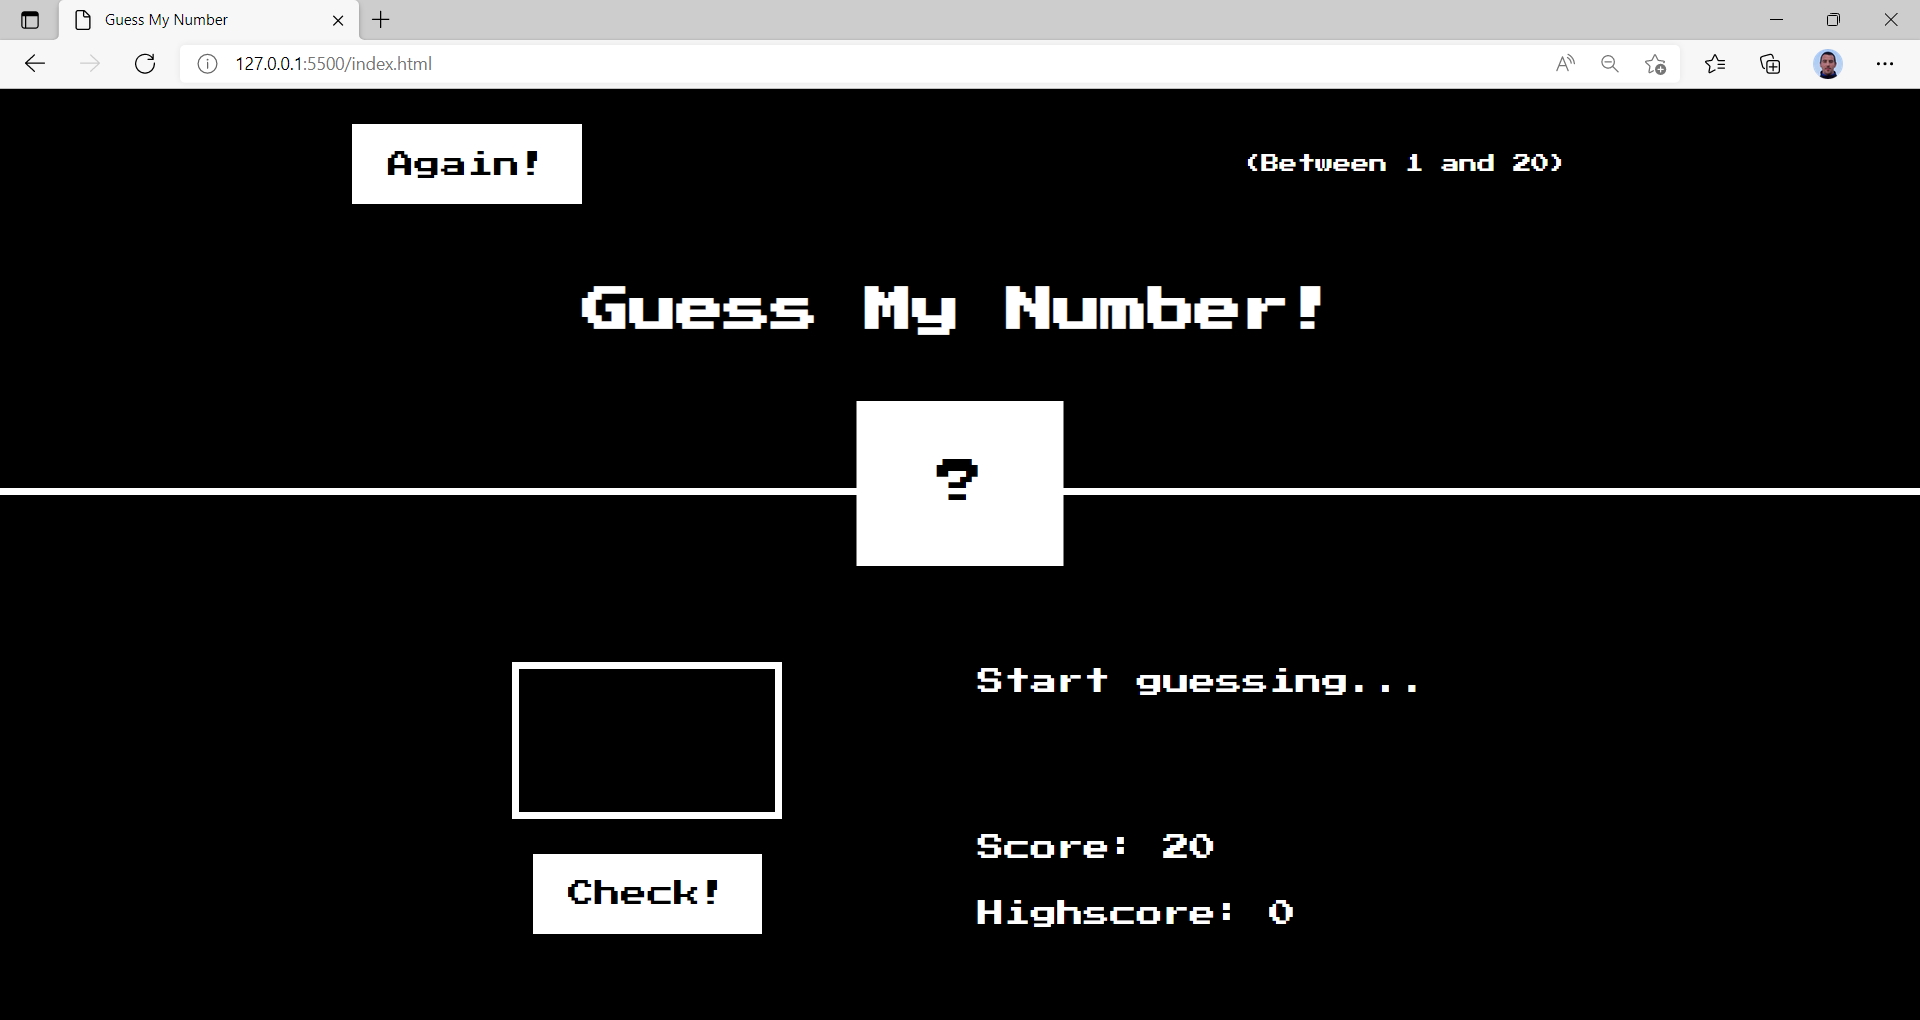 Guess My Number
127.0.0.1:5500/index.html
Again!
(Between 1 and 20)
Guess My Number!
?
Start guessing...
Score: 20
Check!
Highscore: 0